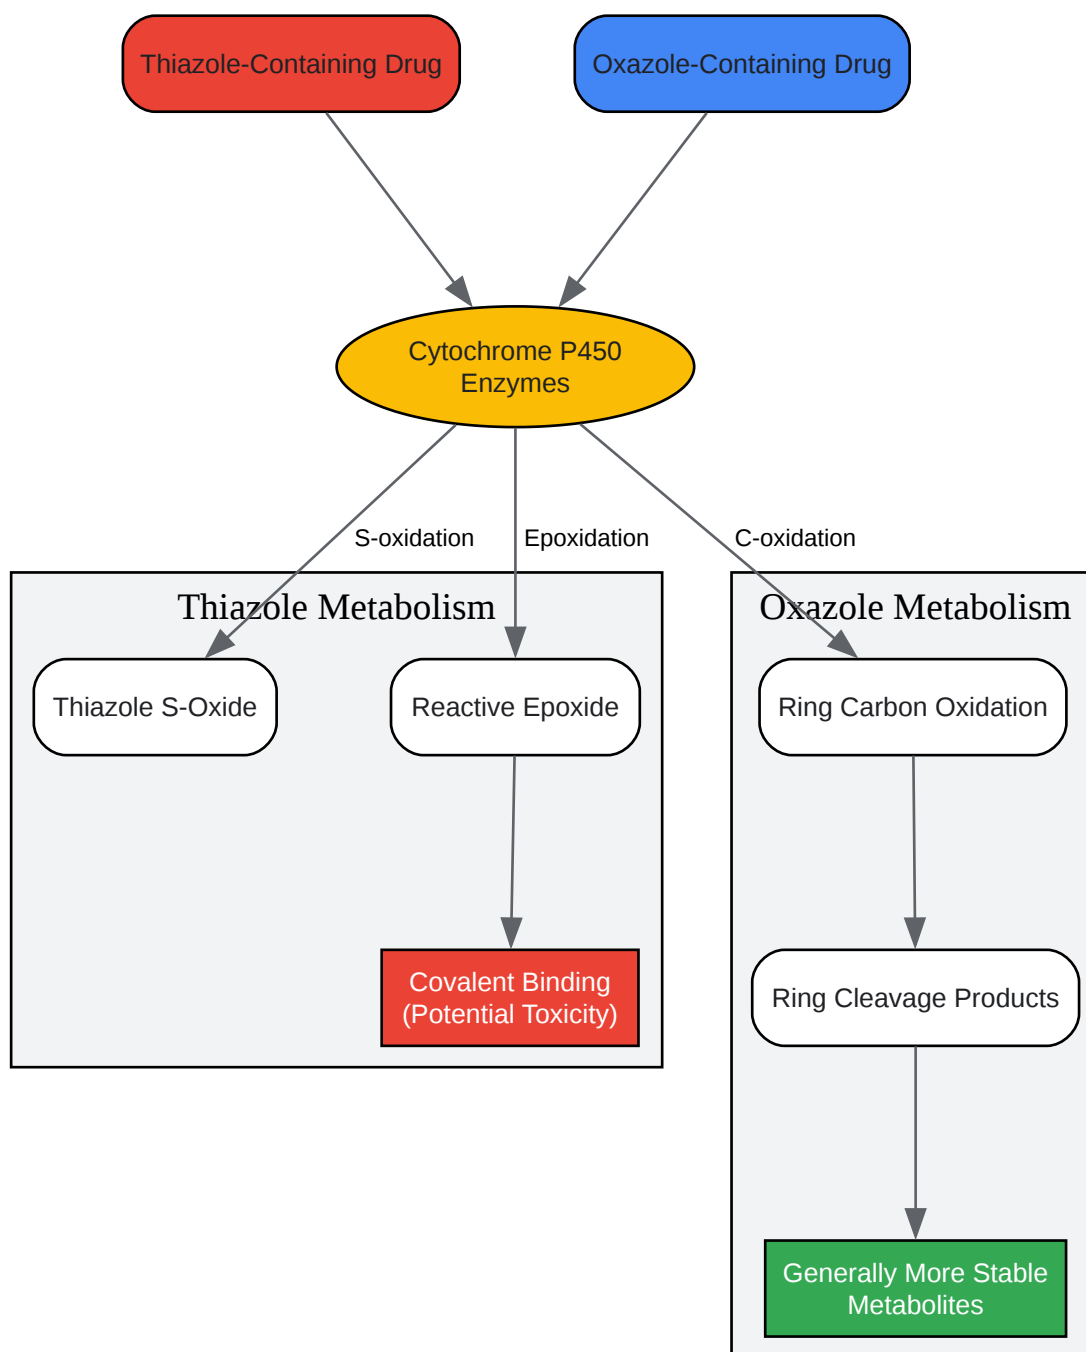 Thiazole-Containing Drug
Oxazole-Containing Drug
Cytochrome P450
Enzymes
S-oxidation
Epoxidation
C-oxidation
Thiazole Metabolism
Oxazole Metabolism
Thiazole S-Oxide
Reactive Epoxide
Ring Carbon Oxidation
Covalent Binding
(Potential Toxicity)
Ring Cleavage Products
Generally More Stable
Metabolites